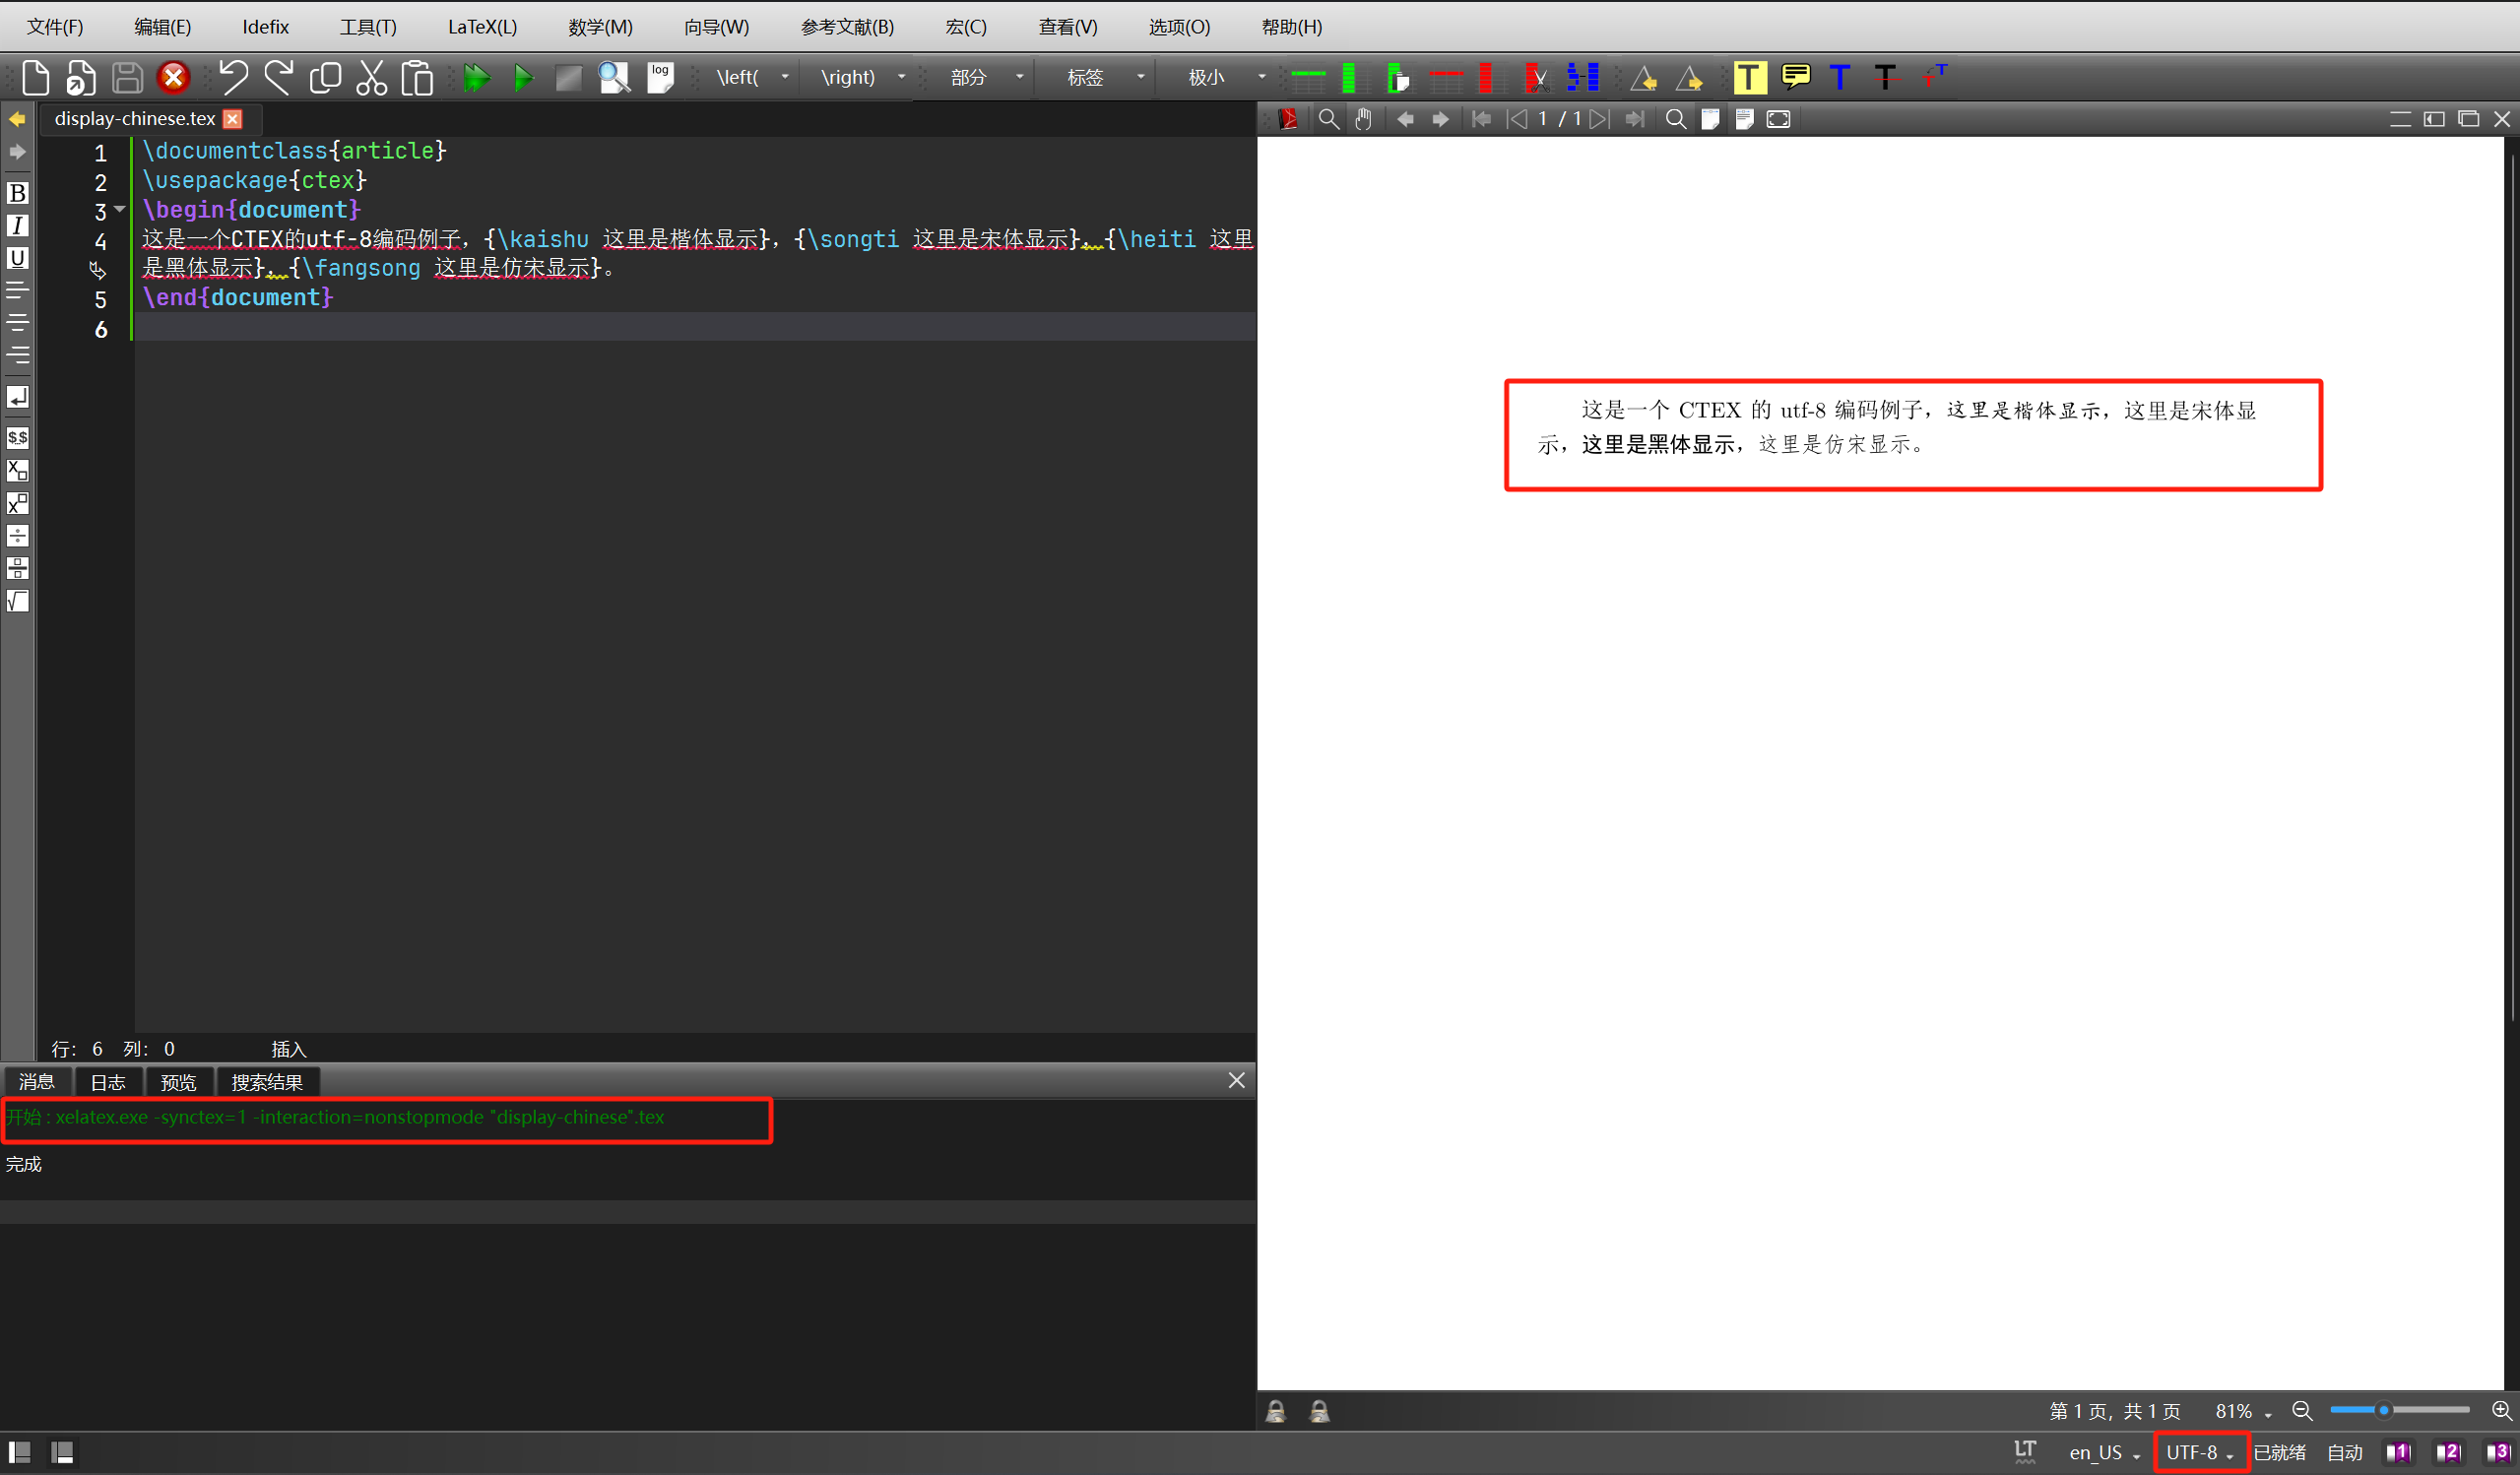 文件(F) 编辑(E) Idefix 工具(T) LaTeX(L) 数学(M) 向导(W) 参考文献(B) 宏(C) 查看(V) 选项(O) 帮助(H)
log \left( \right) 部分 标签 极小 T T T T
display-chinese.tex
1 / 1
1 \documentclass{article}
2 \usepackage{ctex}
3 \begin{document}
4 这是一个CTEX的utf-8编码例子，{\kaishu 这里是楷体显示}，{\songti 这里是宋体显示}，{\heiti 这里
是黑体显示}，{\fangsong 这里是仿宋显示}。
5 \end{document}
6
B
I
U
$$
X
X
这是一个 CTEX 的 utf-8 编码例子，这里是楷体显示，这里是宋体显
示，这里是黑体显示，这里是仿宋显示。
行: 6 列: 0 插入
消息 日志 预览 搜索结果
开始 : xelatex.exe -synctex=1 -interaction=nonstopmode "display-chinese".tex
完成
第 1 页, 共 1 页 81%
LT en_US UTF-8 已就绪 自动 1 2 3